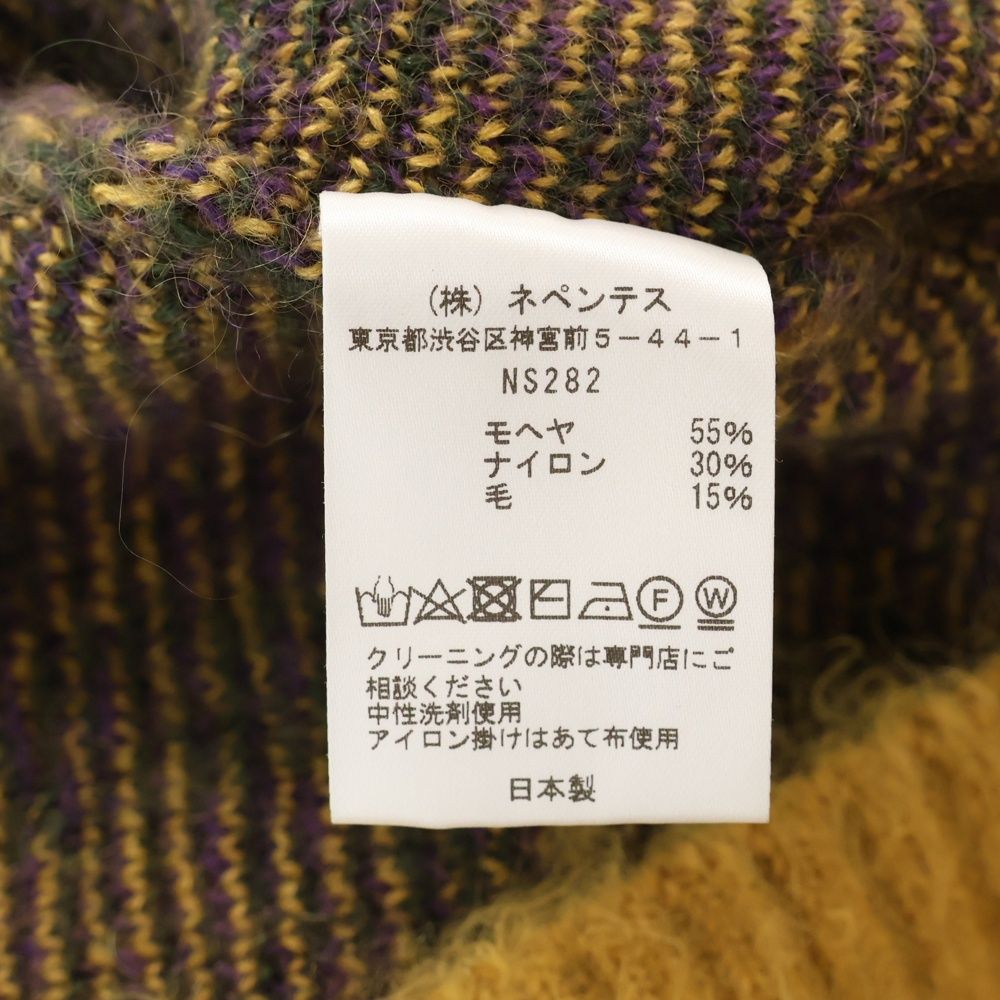 (株) ネペンテス
東京都渋谷区神宮前5-44-1
NS282
モヘヤ 55%
ナイロン 30%
毛 15%
F W
クリーニングの際は専門店にご
相談ください
中性洗剤使用
アイロン掛けはあて布使用
日本製